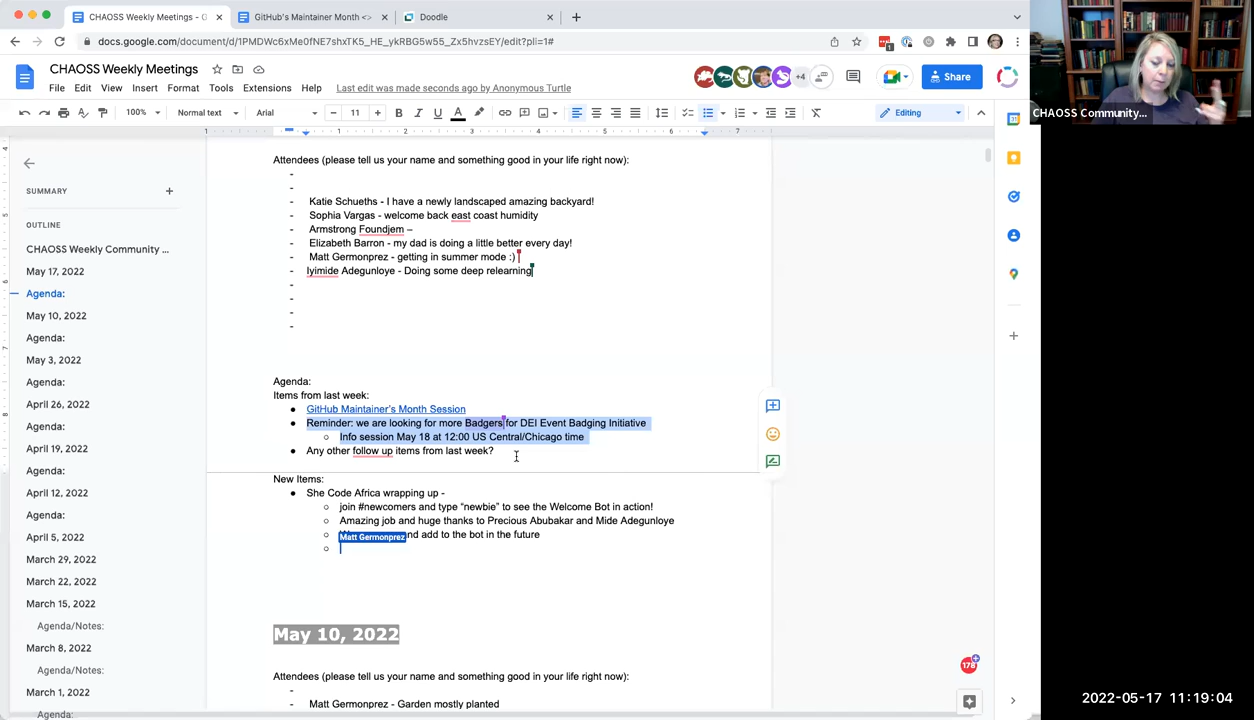 CHAOSS Weekly Meetings - G
GitHub's Maintainer Month <>
Doodle
docs.google.com/document/d/1PMDWc6xMe0fNE7shxTK5_HE_ykRBG5w55_Zx5hvzsEY/edit?pli=1#
CHAOSS Weekly Meetings
File Edit View Insert Format Tools Extensions Help
Last edit was made seconds ago by Anonymous Turtle
+4
Share
100% Normal text Arial 11 B I U A Editing
CHAOSS Community...
SUMMARY
OUTLINE
CHAOSS Weekly Community ...
May 17, 2022
Agenda:
May 10, 2022
Agenda:
May 3, 2022
Agenda:
April 26, 2022
Agenda:
April 19, 2022
Agenda:
April 12, 2022
Agenda:
April 5, 2022
March 29, 2022
March 22, 2022
March 15, 2022
Agenda/Notes:
March 8, 2022
Agenda/Notes:
March 1, 2022
Agenda:
Attendees (please tell us your name and something good in your life right now):
- Katie Schueths - I have a newly landscaped amazing backyard!
- Sophia Vargas - welcome back east coast humidity
- Armstrong Foundjem –
- Elizabeth Barron - my dad is doing a little better every day!
- Matt Germonprez - getting in summer mode :)
- Iyimide Adegunloye - Doing some deep relearning
Agenda:
Items from last week:
● GitHub Maintainer's Month Session
● Reminder: we are looking for more Badgers for DEI Event Badging Initiative
○ Info session May 18 at 12:00 US Central/Chicago time
● Any other follow up items from last week?
New Items:
● She Code Africa wrapping up -
○ join #newcomers and type "newbie" to see the Welcome Bot in action!
○ Amazing job and huge thanks to Precious Abubakar and Mide Adegunloye
○ nd add to the bot in the future
Matt Germonprez
May 10, 2022
Attendees (please tell us your name and something good in your life right now):
- Matt Germonprez - Garden mostly planted
178
2022-05-17 11:19:04